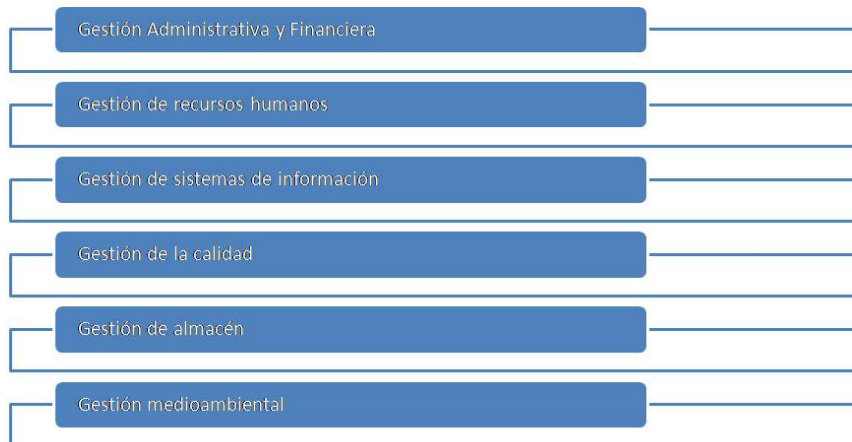 Gestión Administrativa y Financiera
Gestión de recursos humanos
Gestión de sistemas de información
Gestión de la calidad
Gestión de almacén
Gestión medioambiental